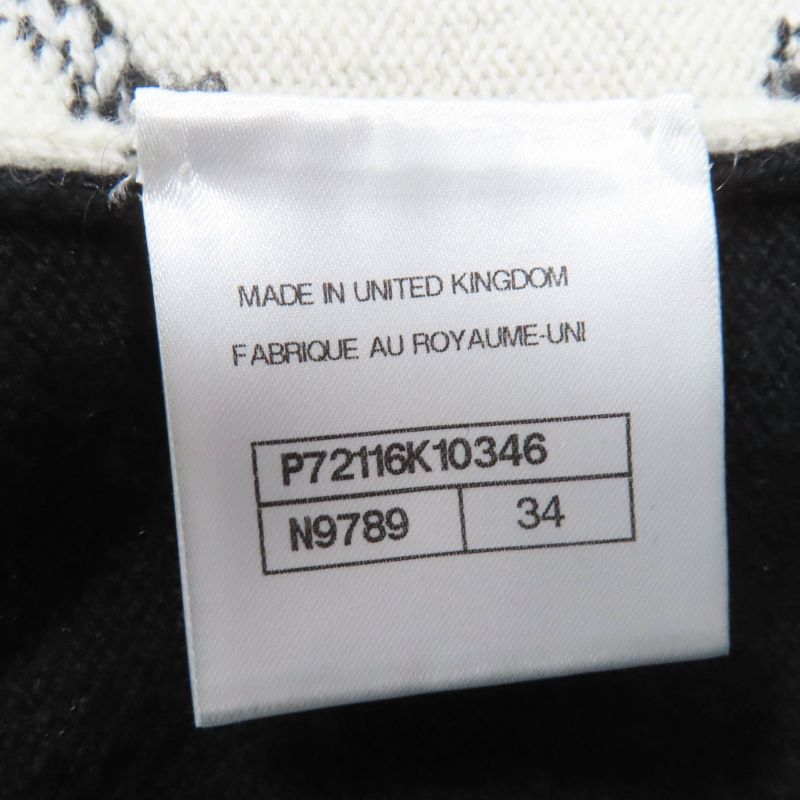 MADE IN UNITED KINGDOM
FABRIQUE AU ROYAUME-UNI
P72116K10346
N9789 34